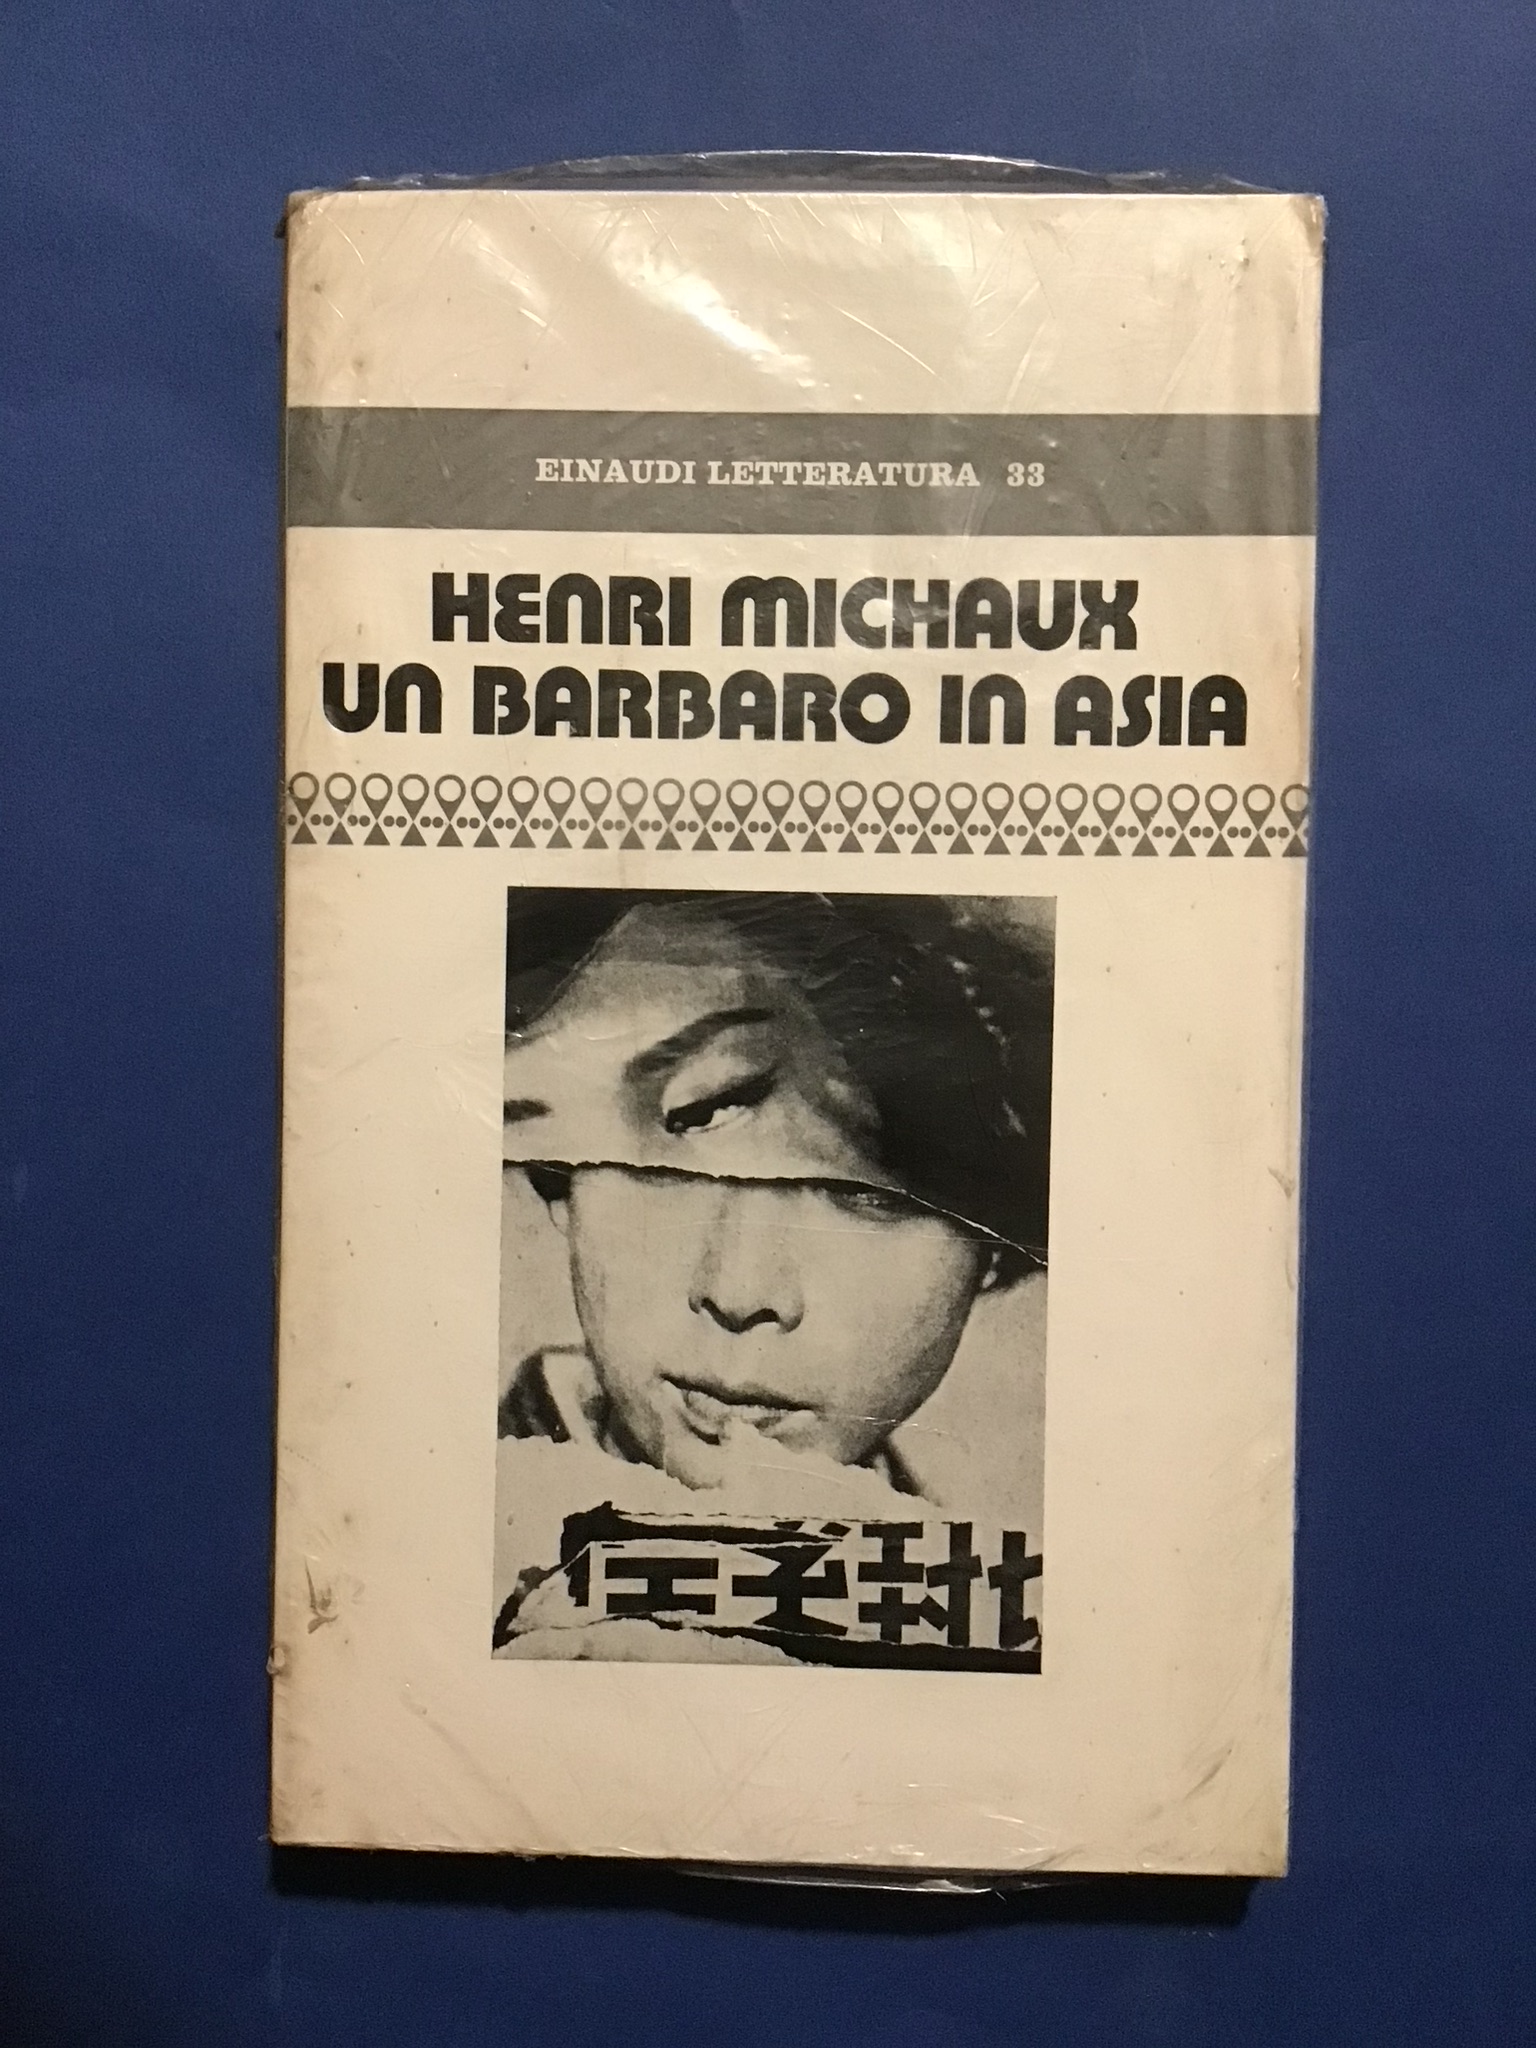 EINAUDI LETTERATURA 33
HENRI MICHAUX
UN BARBARO IN ASIA